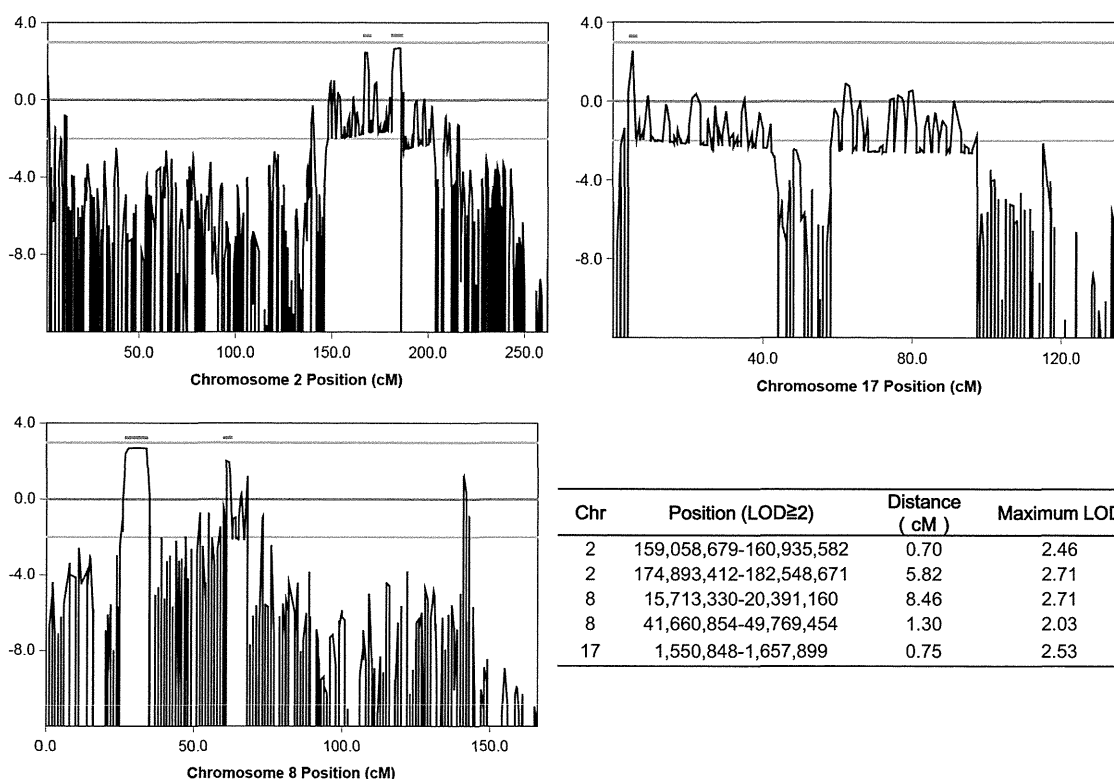 4.0
0.0
-4.0
-8.0
50.0 100.0 150.0 200.0 250.0
Chromosome 2 Position (cM)
4.0
0.0
-4.0
-8.0
40.0 80.0 120.0
Chromosome 17 Position (cM)
4.0
0.0
-4.0
-8.0
0.0 50.0 100.0 150.0
Chromosome 8 Position (cM)
Chr Position (LOD≧2) Distance (cM) Maximum LOD
2 159,058,679-160,935,582 0.70 2.46
2 174,893,412-182,548,671 5.82 2.71
8 15,713,330-20,391,160 8.46 2.71
8 41,660,854-49,769,454 1.30 2.03
17 1,550,848-1,657,899 0.75 2.53